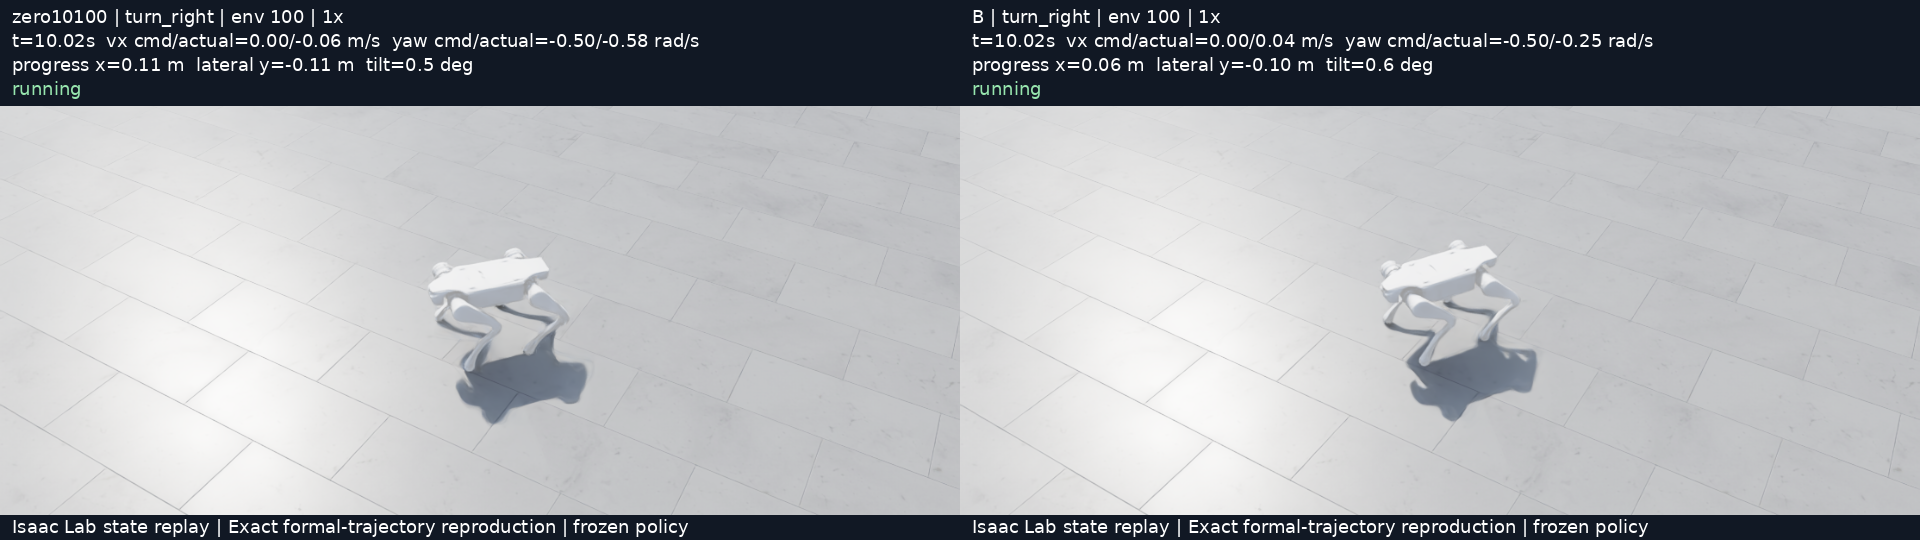 zero10100 | turn_right | env 100 | 1x
t=10.02s  vx cmd/actual=0.00/-0.06 m/s  yaw cmd/actual=-0.50/-0.58 rad/s
progress x=0.11 m  lateral y=-0.11 m  tilt=0.5 deg
running
Isaac Lab state replay | Exact formal-trajectory reproduction | frozen policy
B | turn_right | env 100 | 1x
t=10.02s  vx cmd/actual=0.00/0.04 m/s  yaw cmd/actual=-0.50/-0.25 rad/s
progress x=0.06 m  lateral y=-0.10 m  tilt=0.6 deg
running
Isaac Lab state replay | Exact formal-trajectory reproduction | frozen policy